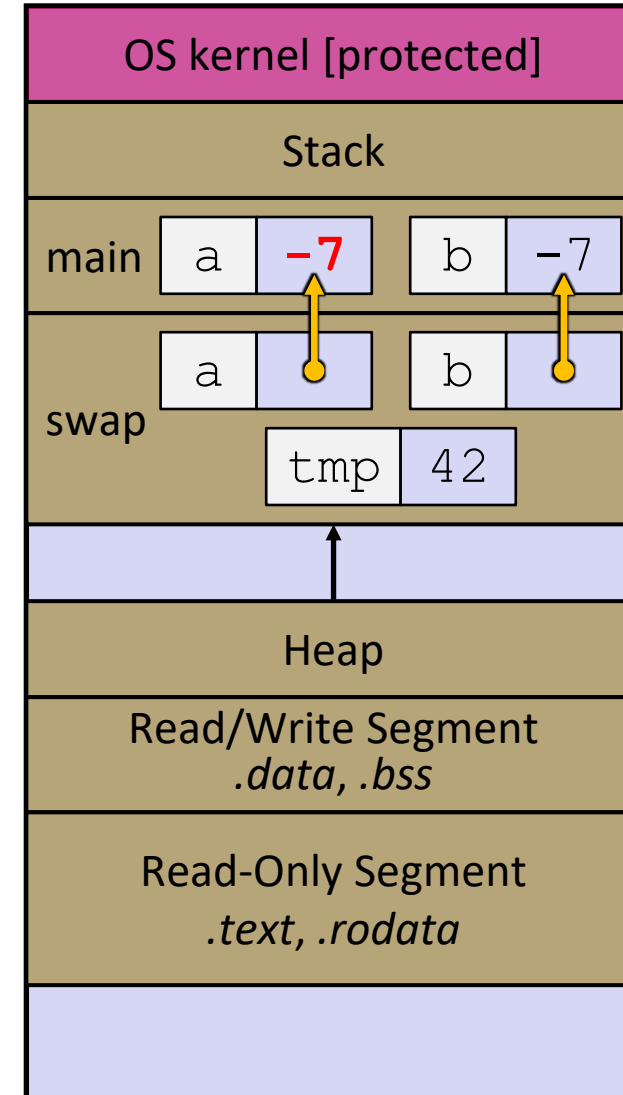 OS kernel [protected]
Stack
main a -7 b -7
a b
swap
tmp 42
Heap
Read/Write Segment
.data, .bss
Read-Only Segment
.text, .rodata